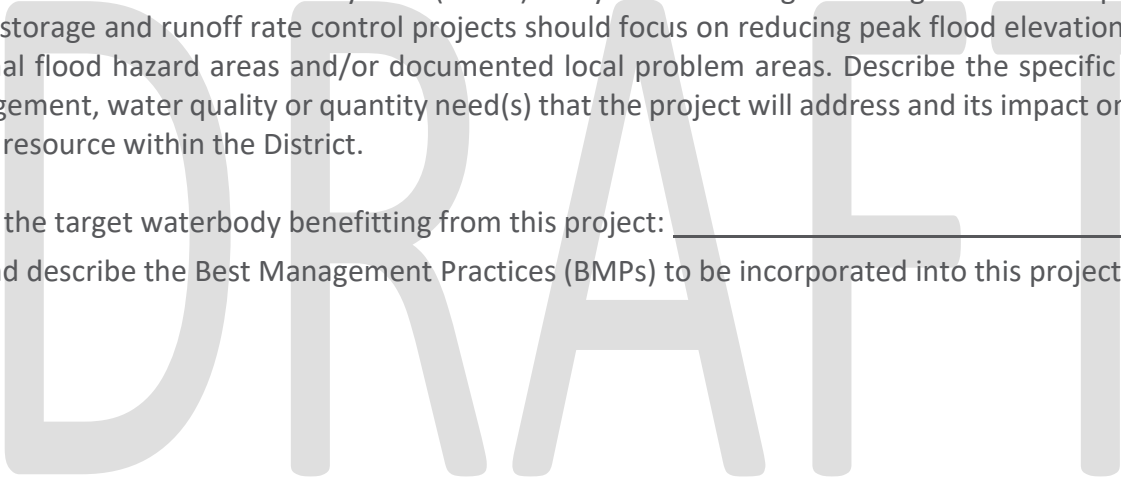 storage and runoff rate control projects should focus on reducing peak flood elevation
al flood hazard areas and/or documented local problem areas. Describe the specific
gement, water quality or quantity need(s) that the project will address and its impact on
resource within the District.
the target waterbody benefitting from this project:
nd describe the Best Management Practices (BMPs) to be incorporated into this project
DRAFT